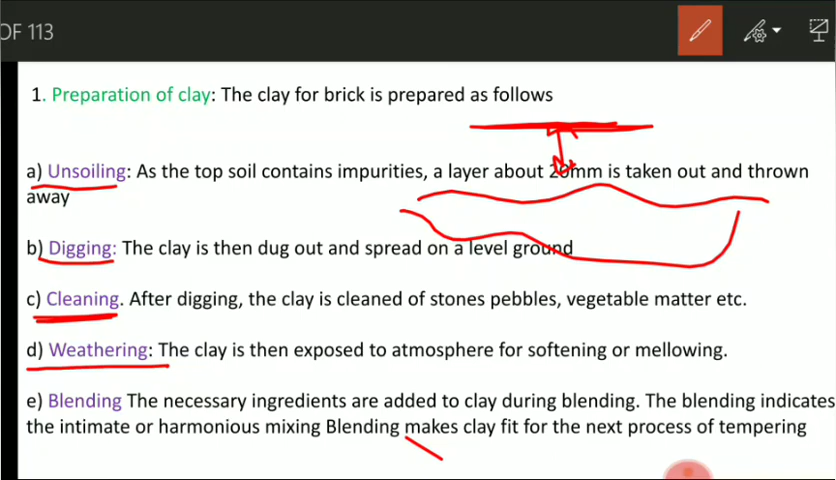 OF 113
1. Preparation of clay: The clay for brick is prepared as follows
a) Unsoiling: As the top soil contains impurities, a layer about 20mm is taken out and thrown
away
b) Digging: The clay is then dug out and spread on a level ground
c) Cleaning. After digging, the clay is cleaned of stones pebbles, vegetable matter etc.
d) Weathering: The clay is then exposed to atmosphere for softening or mellowing.
e) Blending The necessary ingredients are added to clay during blending. The blending indicates
the intimate or harmonious mixing Blending makes clay fit for the next process of tempering